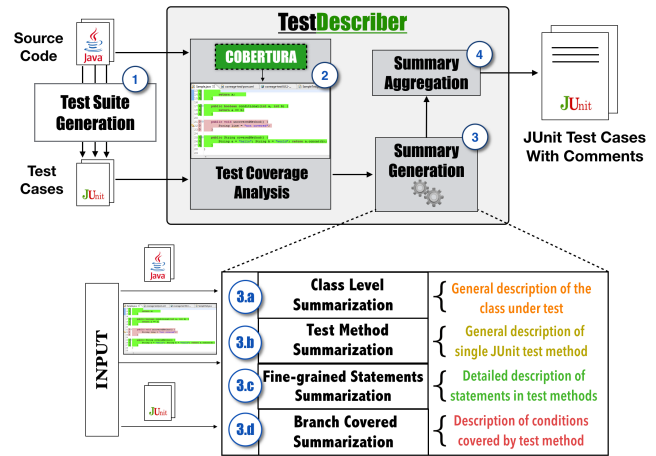 TestDescriber
Source
Code
Java
1
Test Suite
Generation
Test
Cases
JUnit
COBERTURA
2
Test Coverage
Analysis
Summary
Aggregation
4
Summary
Generation
3
JUnit
JUnit Test Cases
With Comments
INPUT
Java
JUnit
3.a
Class Level
Summarization
General description of the
class under test
3.b
Test Method
Summarization
General description of
single JUnit test method
3.c
Fine-grained Statements
Summarization
Detailed description of
statements in test methods
3.d
Branch Covered
Summarization
Description of conditions
covered by test method